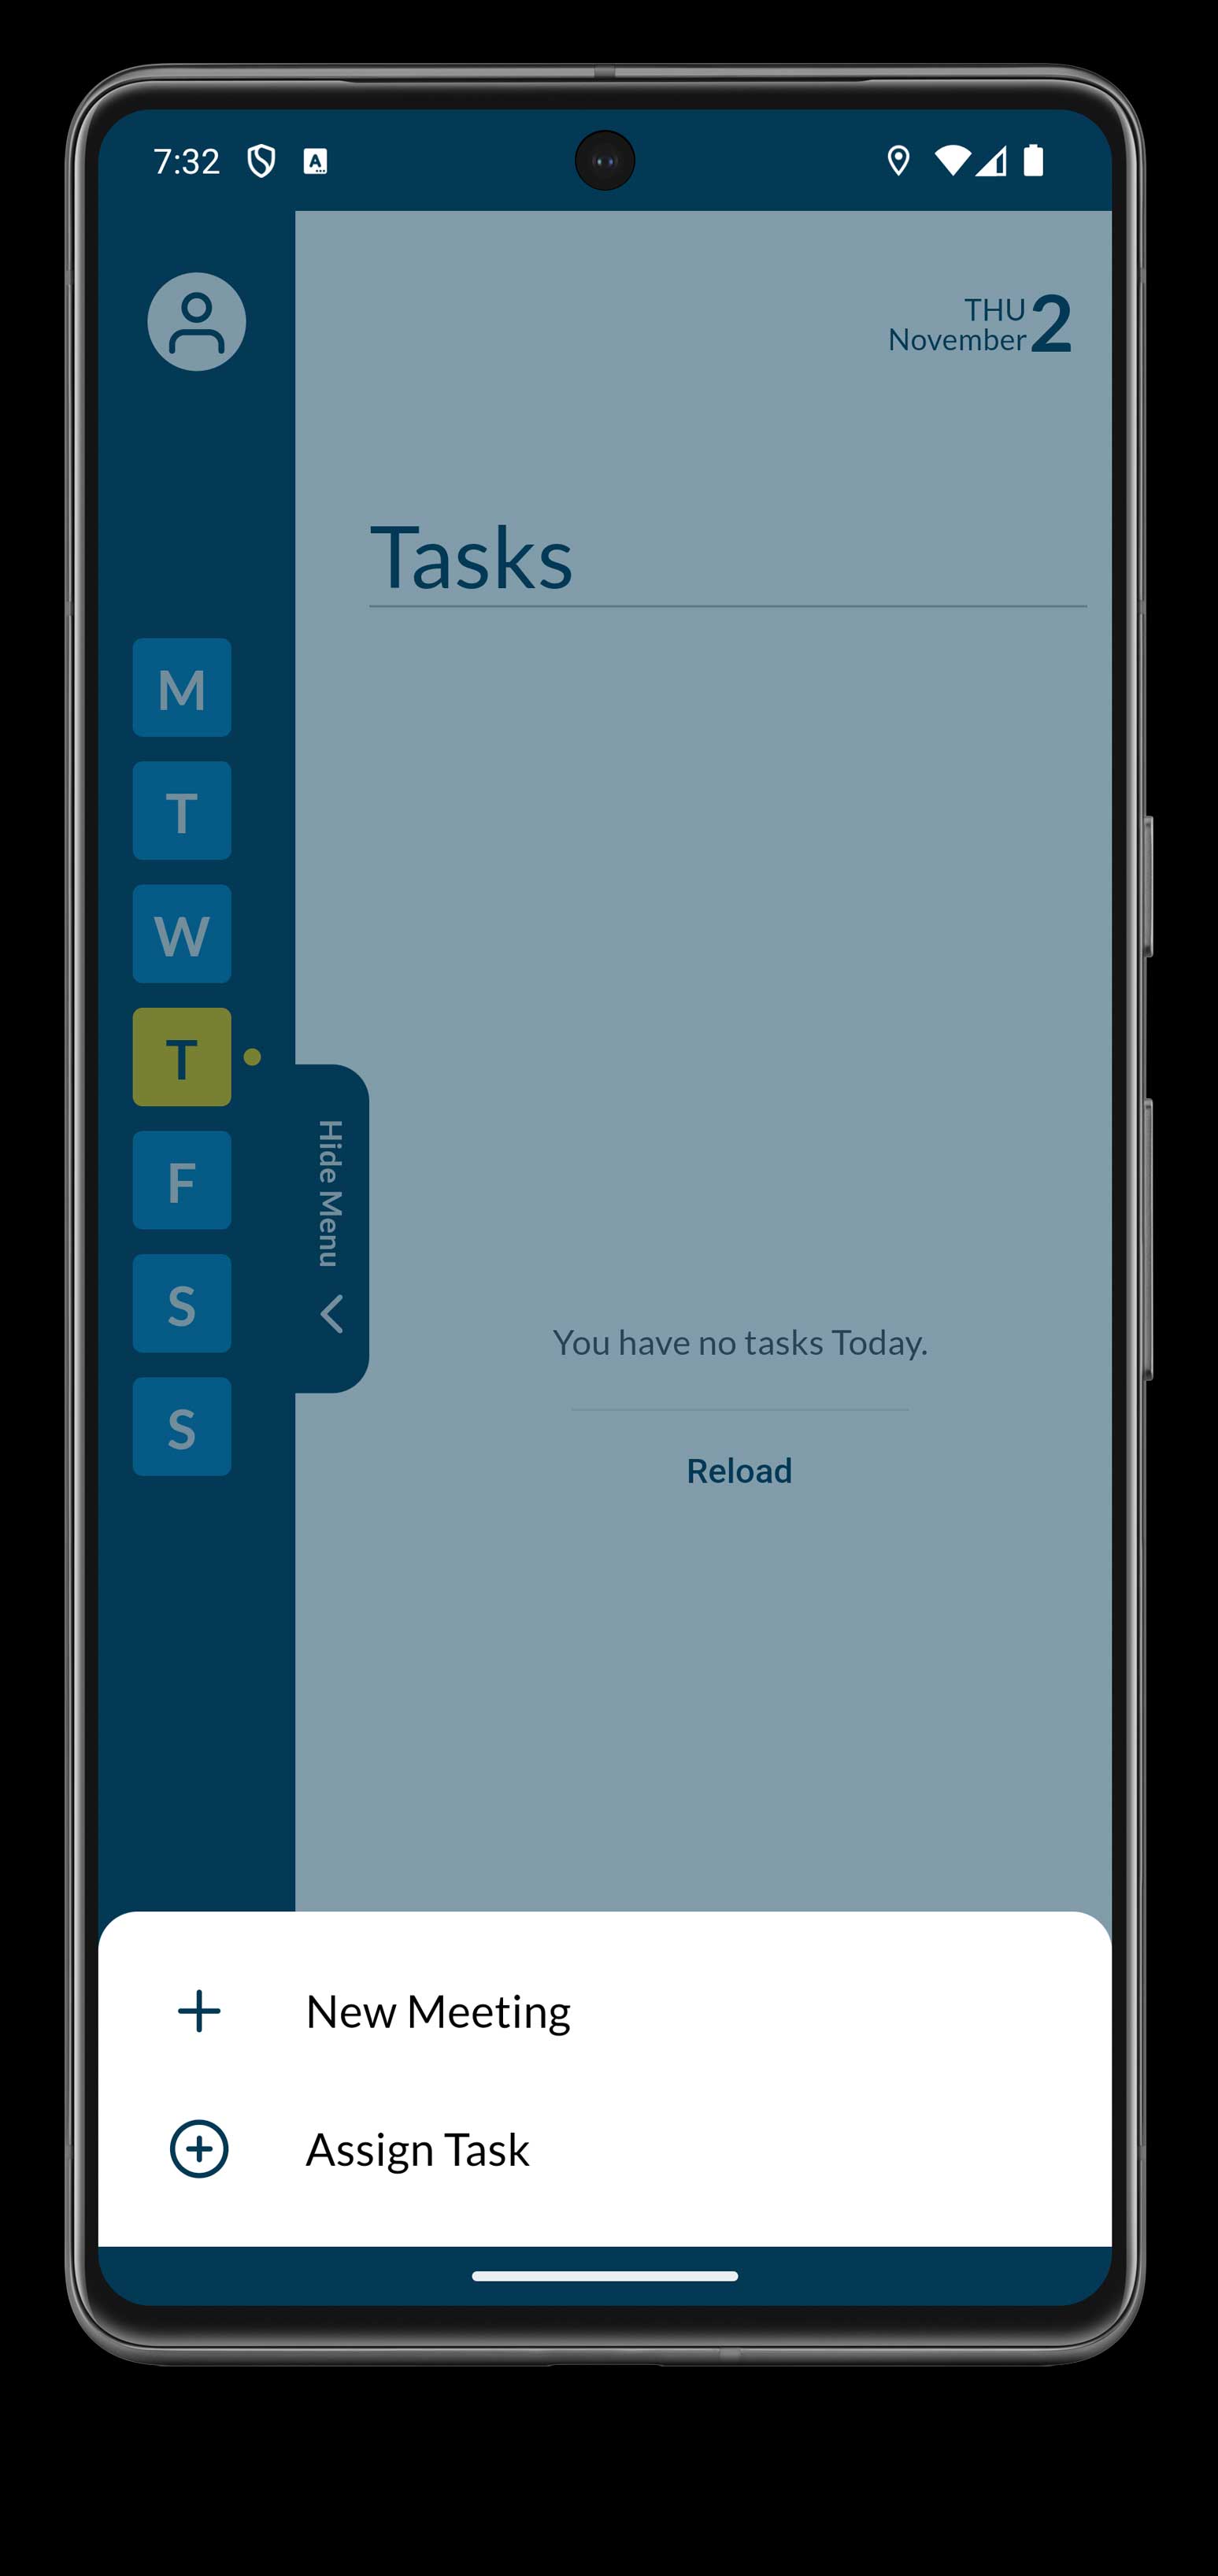 7:32
A
THU
November
2
Tasks
M
T
W
T
F
S
S
Hide Menu
You have no tasks Today.
Reload
New Meeting
Assign Task